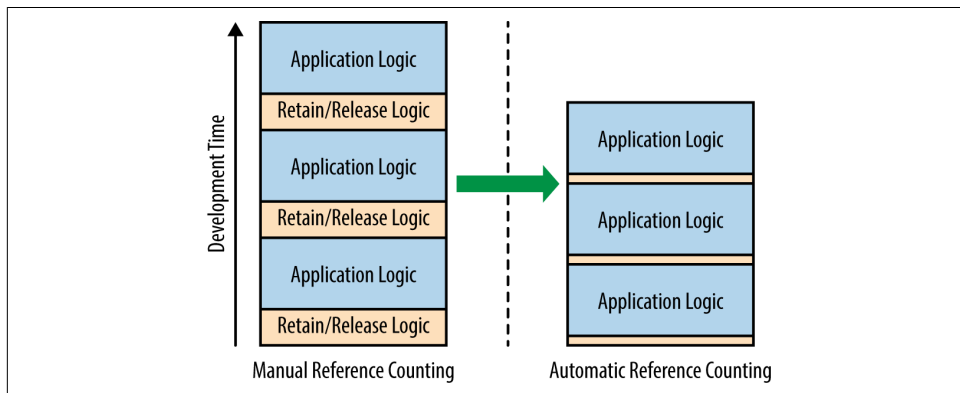 Development Time
Application Logic
Retain/Release Logic
Application Logic
Retain/Release Logic
Application Logic
Retain/Release Logic
Manual Reference Counting
Application Logic
Application Logic
Application Logic
Automatic Reference Counting